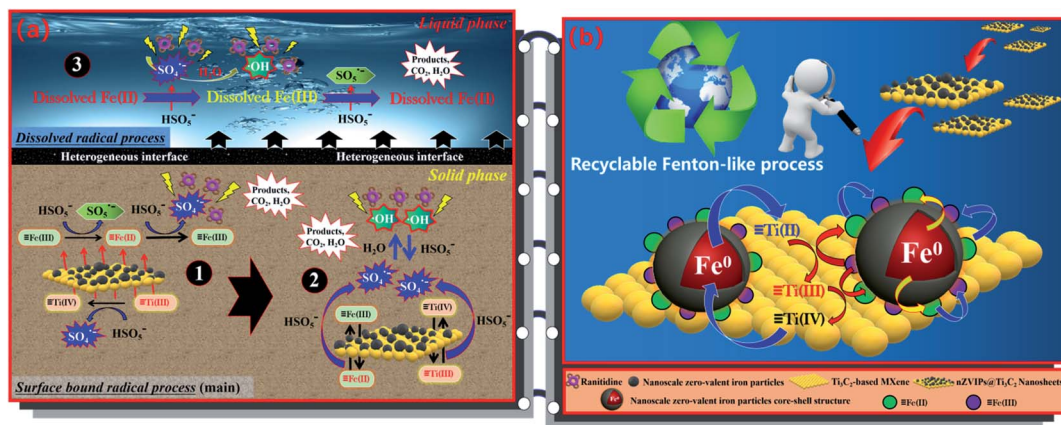 (a)
Liquid phase
3
SO₄·⁻
H₂O
·OH
SO₅·⁻
Products,
CO₂, H₂O
Dissolved Fe(II)
Dissolved Fe(III)
Dissolved Fe(II)
HSO₅⁻
HSO₅⁻
Dissolved radical process
Heterogeneous interface
Heterogeneous interface
Solid phase
HSO₅⁻
SO₅·⁻
HSO₅⁻
SO₄·⁻
Products,
CO₂, H₂O
≡Fe(III)
≡Fe(II)
≡Fe(III)
1
≡Ti(IV)
≡Ti(III)
SO₄·⁻
HSO₅⁻
Products,
CO₂, H₂O
·OH
·OH
H₂O
HSO₅⁻
2
SO₄·⁻
SO₄·⁻
≡Fe(III)
≡Ti(IV)
HSO₅⁻
HSO₅⁻
≡Fe(II)
≡Ti(III)
Surface bound radical process (main)
(b)
Recyclable Fenton-like process
Fe⁰
≡Ti(II)
≡Ti(III)
≡Ti(IV)
Fe⁰
Ranitidine
Nanoscale zero-valent iron particles
Ti₃C₂-based MXene
nZVIPs@Ti₃C₂ Nanosheets
Fe⁰
Nanoscale zero-valent iron particles core-shell structure
≡Fe(II)
≡Fe(III)